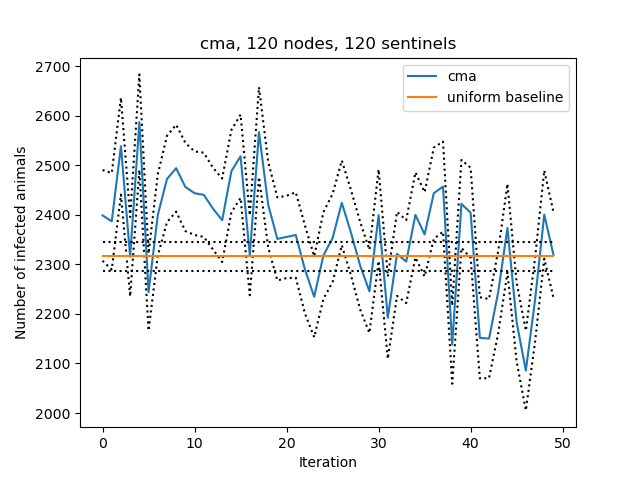 cma, 120 nodes, 120 sentinels
2700
2600
2500
2400
2300
2200
2100
2000
Number of infected animals
cma
uniform baseline
0
10
20
30
40
50
Iteration